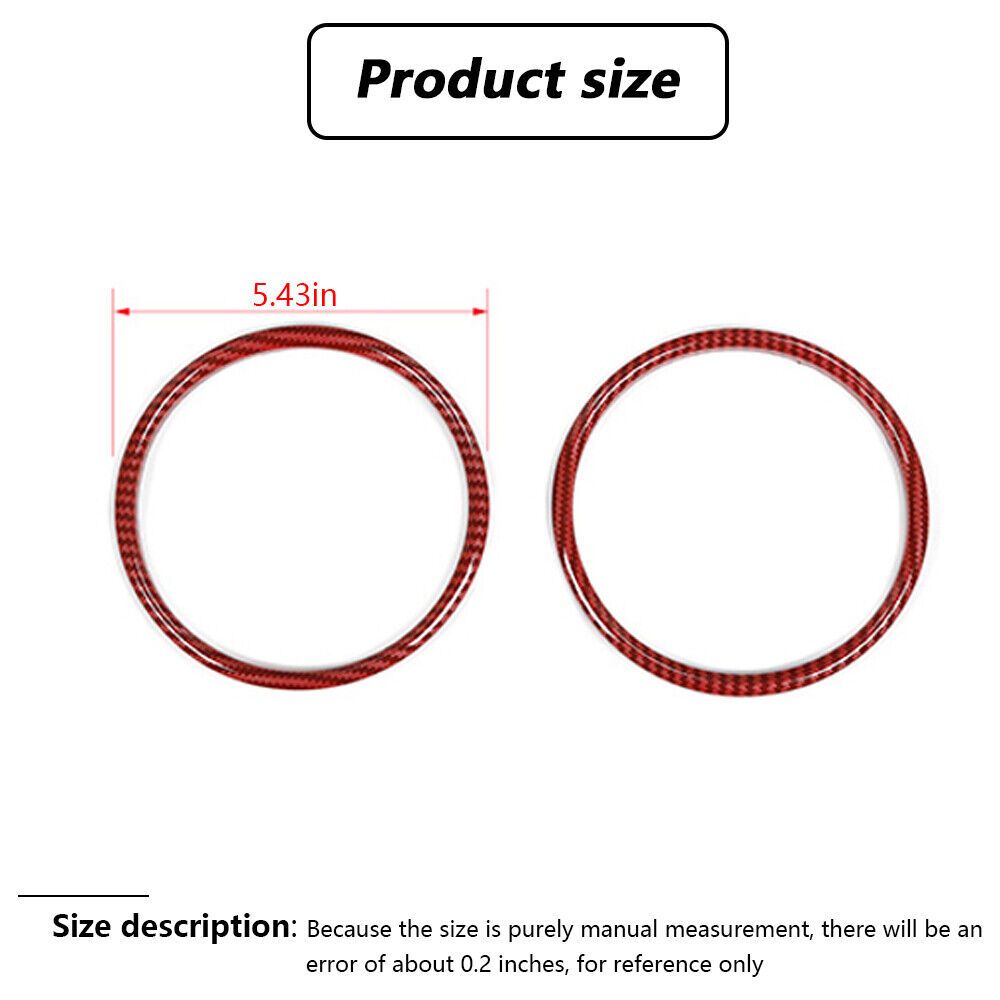 Product size
5.43in
Size description: Because the size is purely manual measurement, there will be an
error of about 0.2 inches, for reference only